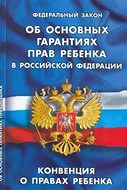 ФЕДЕРАЛЬНЫЙ ЗАКОН
ОБ ОСНОВНЫХ
ГАРАНТИЯХ
ПРАВ РЕБЕНКА
В РОССИЙСКОЙ ФЕДЕРАЦИИ
КОНВЕНЦИЯ
О ПРАВАХ РЕБЕНКА